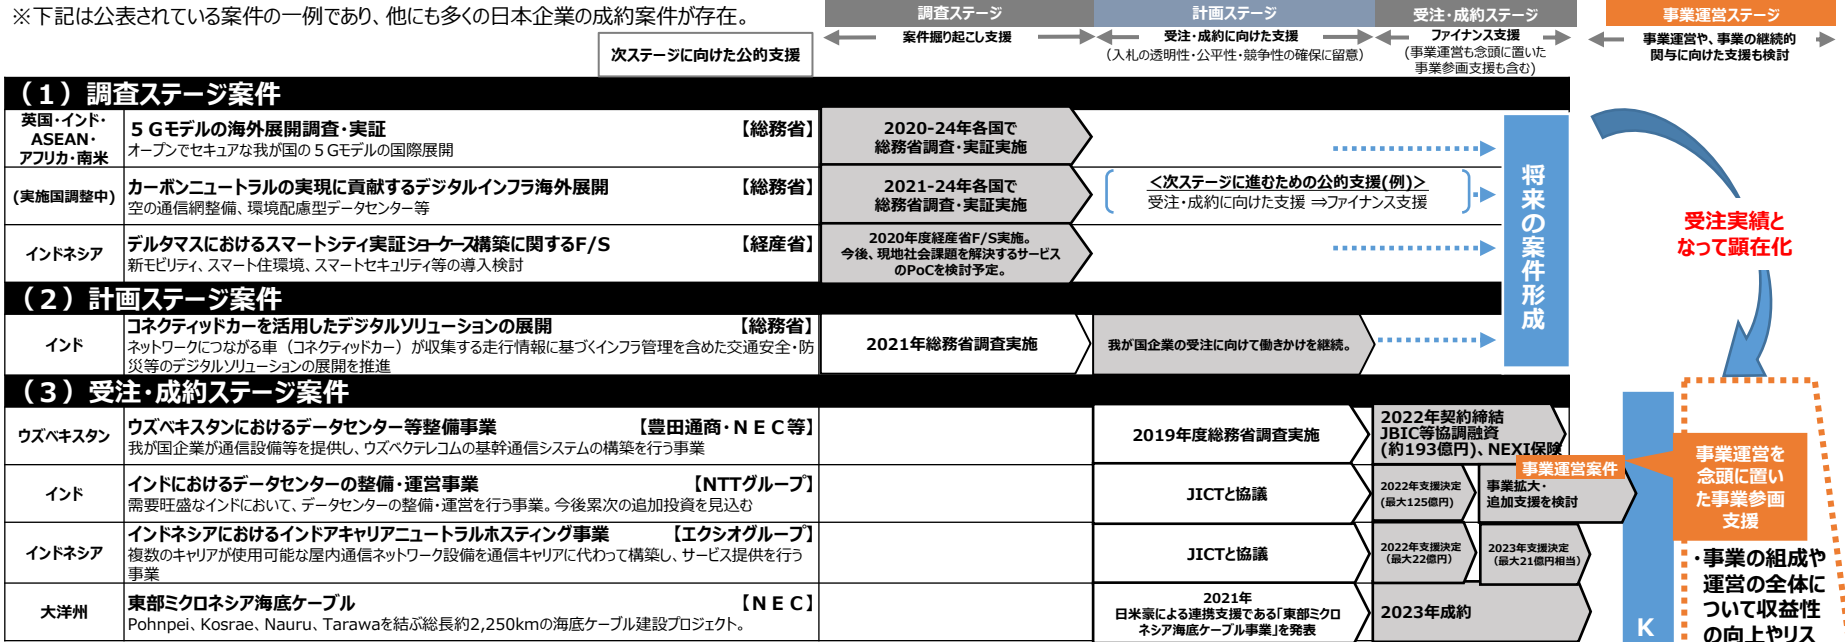 ※下記は公表されている案件の一例であり、他にも多くの日本企業の成約案件が存在。
次ステージに向けた公的支援
調査ステージ
案件掘り起こし支援
計画ステージ
受注・成約に向けた支援
(入札の透明性・公平性・競争性の確保に留意)
受注・成約ステージ
ファイナンス支援
(事業運営も念頭に置いた
事業参画支援も含む)
事業運営ステージ
事業運営や、事業の継続的
関与に向けた支援も検討
（1）調査ステージ案件
英国・インド・
ASEAN・
アフリカ・南米
５Gモデルの海外展開調査・実証 【総務省】
オープンでセキュアな我が国の５Gモデルの国際展開
2020-24年各国で
総務省調査・実証実施
(実施国調整中)
カーボンニュートラルの実現に貢献するデジタルインフラ海外展開 【総務省】
空の通信網整備、環境配慮型データセンター等
2021-24年各国で
総務省調査・実証実施
＜次ステージに進むための公的支援(例)＞
受注・成約に向けた支援 ⇒ファイナンス支援
インドネシア
デルタマスにおけるスマートシティ実証ショーケース構築に関するF/S 【経産省】
新モビリティ、スマート住環境、スマートセキュリティ等の導入検討
2020年度経産省F/S実施。
今後、現地社会課題を解決するサービス
のPoCを検討予定。
将来の案件形成
受注実績と
なって顕在化
（2）計画ステージ案件
インド
コネクティッドカーを活用したデジタルソリューションの展開 【総務省】
ネットワークにつながる車（コネクティッドカー）が収集する走行情報に基づくインフラ管理を含めた交通安全・防
災等のデジタルソリューションの展開を推進
2021年総務省調査実施
我が国企業の受注に向けて働きかけを継続。
（3）受注・成約ステージ案件
ウズベキスタン
ウズベキスタンにおけるデータセンター等整備事業 【豊田通商・ＮＥＣ等】
我が国企業が通信設備等を提供し、ウズベクテレコムの基幹通信システムの構築を行う事業
2019年度総務省調査実施
2022年契約締結
JBIC等協調融資
(約193億円)、NEXI保険
事業運営案件
インド
インドにおけるデータセンターの整備・運営事業 【NTTグループ】
需要旺盛なインドにおいて、データセンターの整備・運営を行う事業。今後累次の追加投資を見込む
JICTと協議
2022年支援決定
(最大125億円)
事業拡大・
追加支援を検討
インドネシア
インドネシアにおけるインドアキャリアニュートラルホスティング事業 【エクシオグループ】
複数のキャリアが使用可能な屋内通信ネットワーク設備を通信キャリアに代わって構築し、サービス提供を行う
事業
JICTと協議
2022年支援決定
（最大22億円）
2023年支援決定
（最大21億円相当）
大洋州
東部ミクロネシア海底ケーブル 【ＮＥＣ】
Pohnpei、Kosrae、Nauru、Tarawaを結ぶ総長約2,250kmの海底ケーブル建設プロジェクト。
2021年
日米豪による連携支援である「東部ミクロ
ネシア海底ケーブル事業」を発表
2023年成約
K
事業運営を
念頭に置い
た事業参画
支援
・事業の組成や
運営の全体に
ついて収益性
の向上やリス